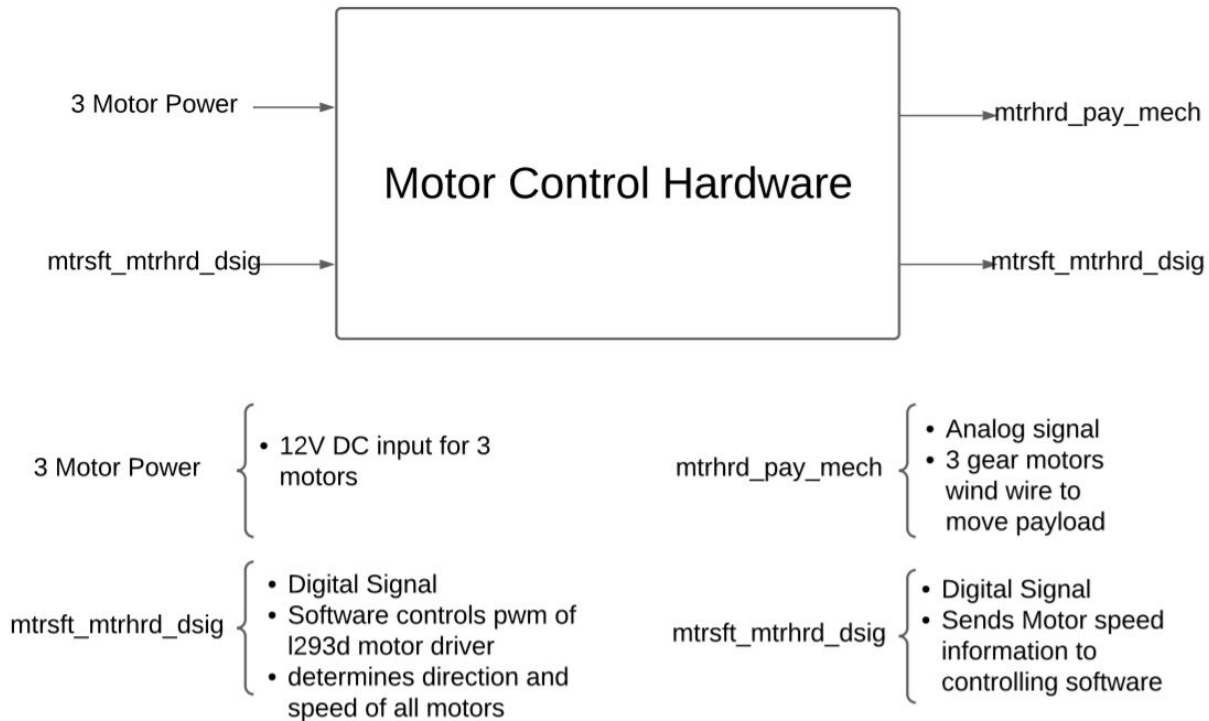 3 Motor Power
mtrsft_mtrhrd_dsig
Motor Control Hardware
mtrhrd_pay_mech
mtrsft_mtrhrd_dsig
3 Motor Power
• 12V DC input for 3
motors
mtrsft_mtrhrd_dsig
• Digital Signal
• Software controls pwm of
l293d motor driver
• determines direction and
speed of all motors
mtrhrd_pay_mech
• Analog signal
• 3 gear motors
wind wire to
move payload
mtrsft_mtrhrd_dsig
• Digital Signal
• Sends Motor speed
information to
controlling software